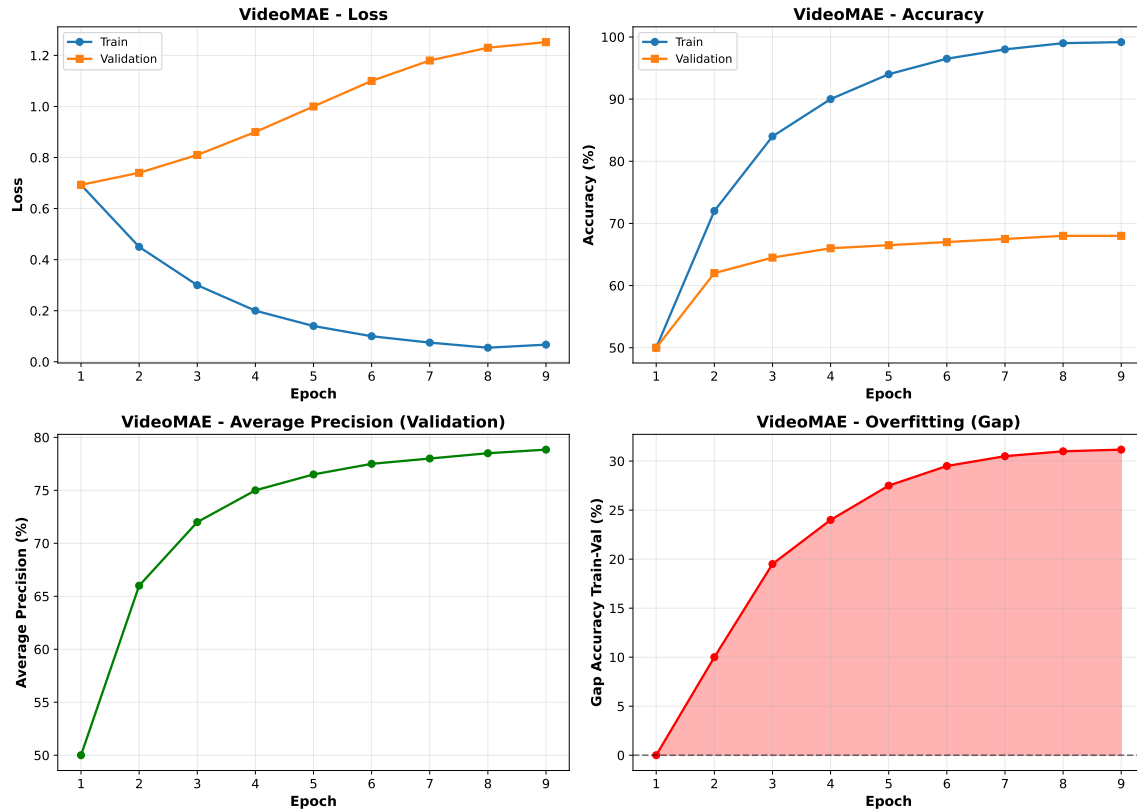 VideoMAE - Loss
Train
Validation
1.2
1.0
0.8
0.6
0.4
0.2
0.0
Loss
1 2 3 4 5 6 7 8 9
Epoch
VideoMAE - Accuracy
Train
Validation
100
90
80
70
60
50
Accuracy (%)
1 2 3 4 5 6 7 8 9
Epoch
VideoMAE - Average Precision (Validation)
80
75
70
65
60
55
50
Average Precision (%)
1 2 3 4 5 6 7 8 9
Epoch
VideoMAE - Overfitting (Gap)
30
25
20
15
10
5
0
Gap Accuracy Train-Val (%)
1 2 3 4 5 6 7 8 9
Epoch